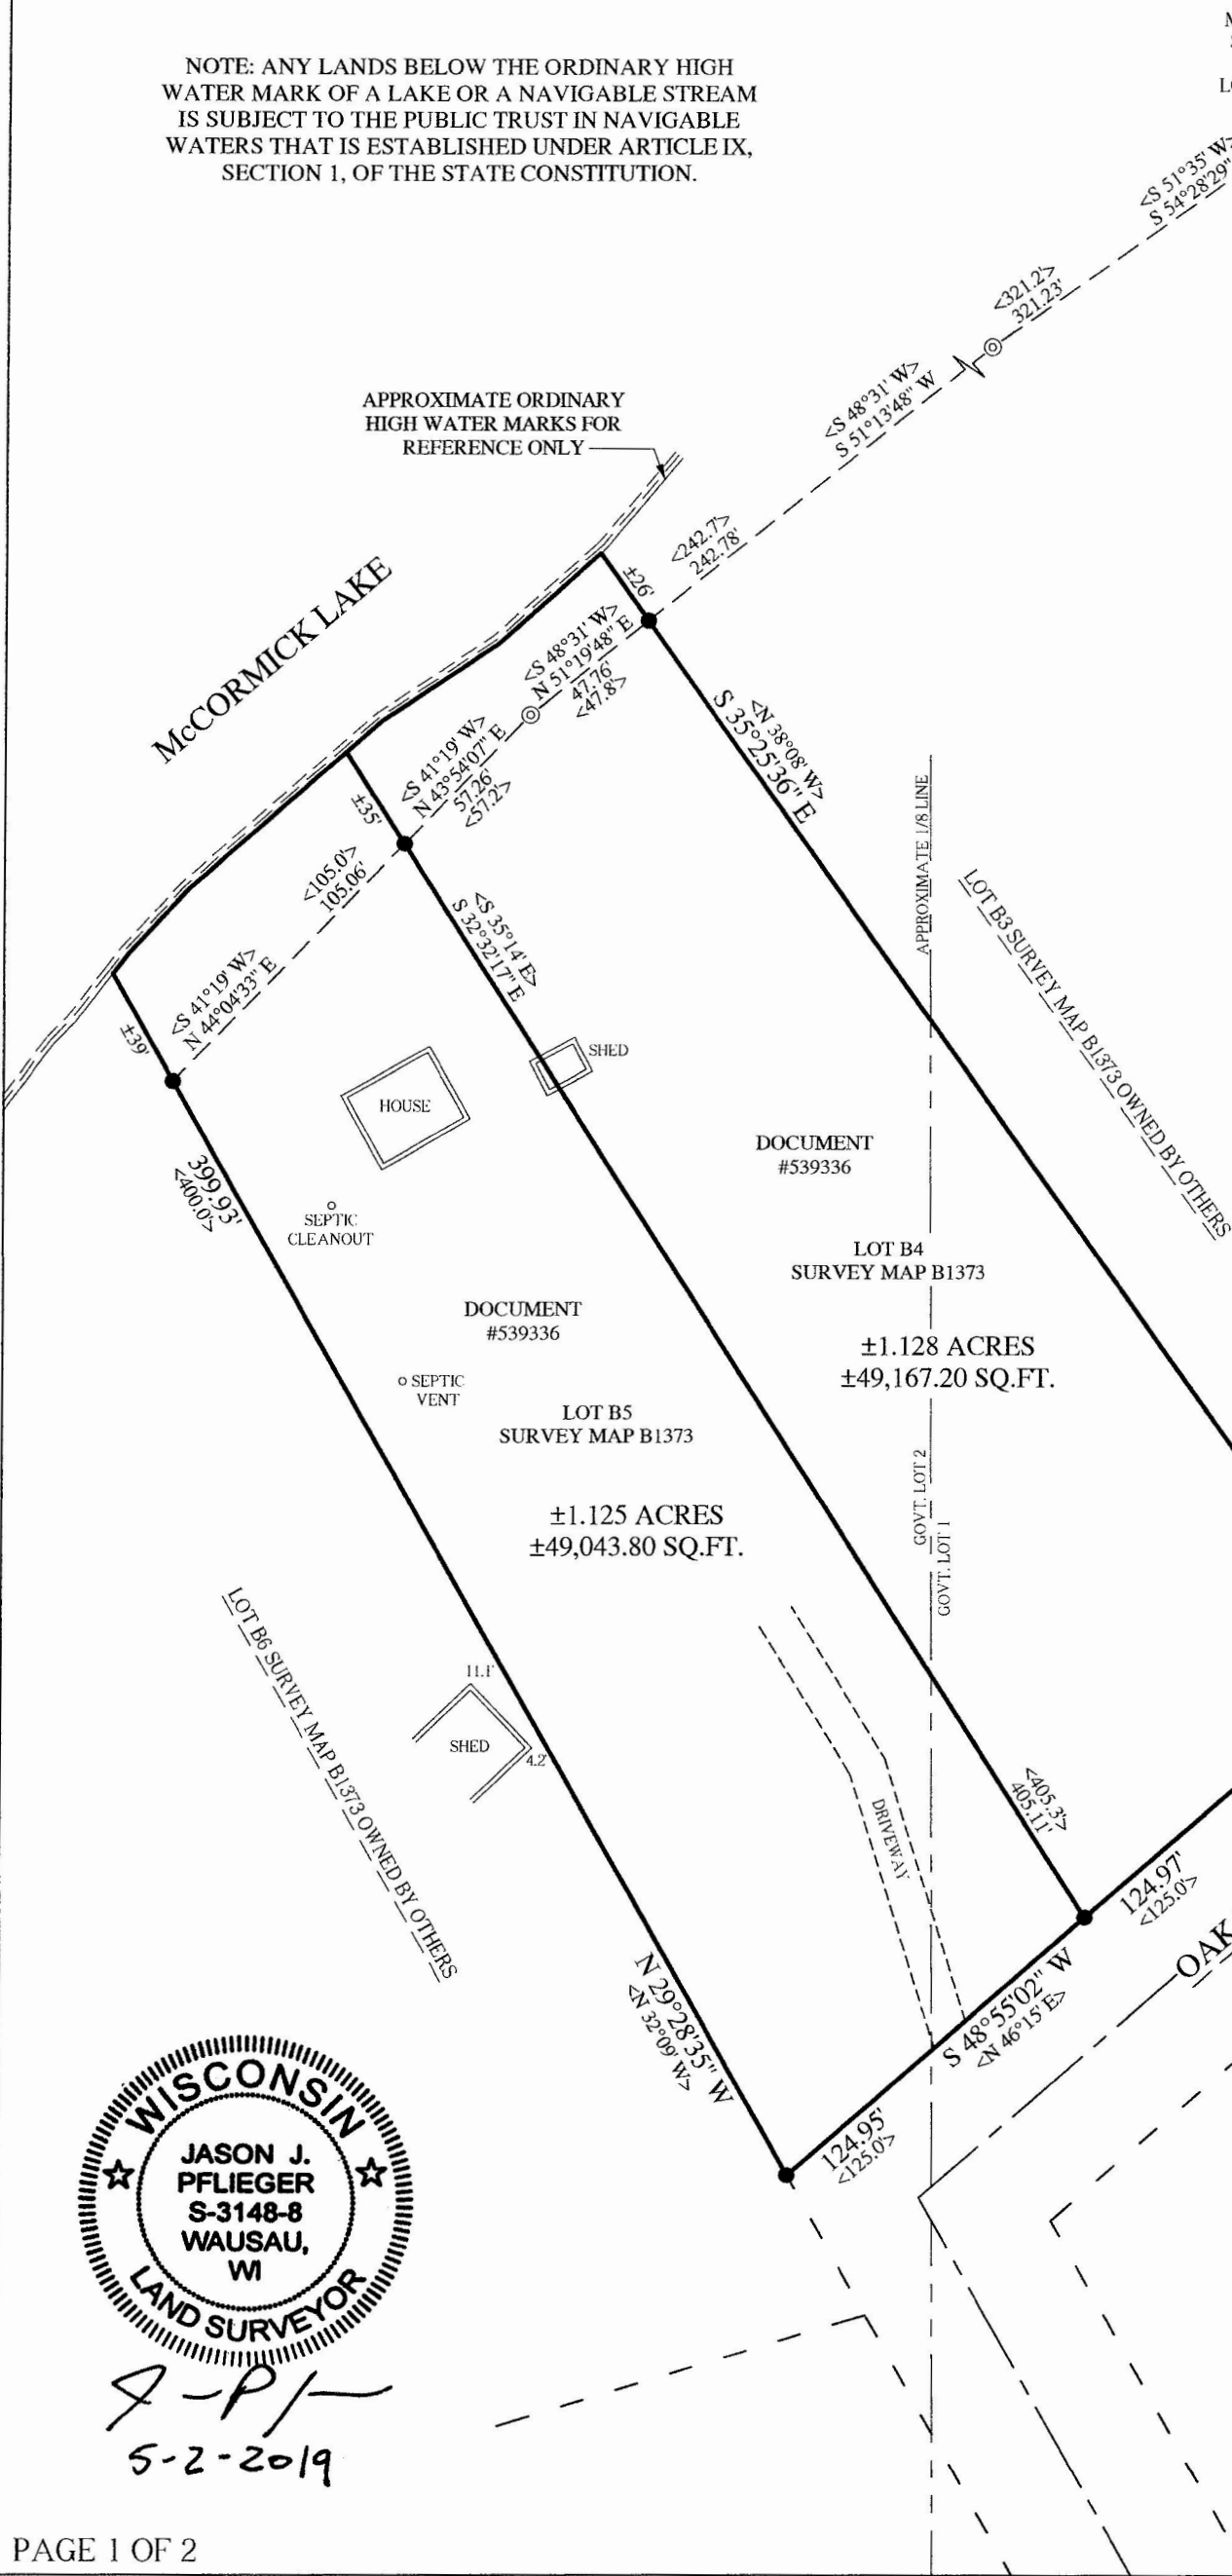 NOTE: ANY LANDS BELOW THE ORDINARY HIGH
WATER MARK OF A LAKE OR A NAVIGABLE STREAM
IS SUBJECT TO THE PUBLIC TRUST IN NAVIGABLE
WATERS THAT IS ESTABLISHED UNDER ARTICLE IX,
SECTION 1, OF THE STATE CONSTITUTION.
<S 51°35' W>
S 54°28'29"
<321.2'>
321.23'
<S 48°31' W>
S 51°13'48" W
APPROXIMATE ORDINARY
HIGH WATER MARKS FOR
REFERENCE ONLY
<242.7'>
242.78'
±26'
McCORMICK LAKE
<S 48°31' W>
N 51°19'48" E
47.76'
<47.8'>
<S 41°19' W>
N 43°54'07" E
57.26'
<57.2'>
±35'
<N 38°08' W>
S 35°25'36" E
APPROXIMATE 1/8 LINE
<105.0'>
105.06'
<S 41°19' W>
N 44°04'33" E
±39'
<S 35°14' E>
S 32°32'17" E
LOT B3 SURVEY MAP B1373 OWNED BY OTHERS
SHED
HOUSE
399.93'
<400.0'>
SEPTIC
CLEANOUT
DOCUMENT
#539336
LOT B4
SURVEY MAP B1373
±1.128 ACRES
±49,167.20 SQ.FT.
DOCUMENT
#539336
SEPTIC
VENT
LOT B5
SURVEY MAP B1373
±1.125 ACRES
±49,043.80 SQ.FT.
GOVT. LOT 2
GOVT. LOT 1
LOT B6 SURVEY MAP B1373 OWNED BY OTHERS
11.1'
SHED
4.2'
DRIVEWAY
<405.3'>
405.11'
124.97'
<125.0'>
OAK
S 48°55'02" W
<N 46°15' E>
N 29°28'35" W
<N 32°09' W>
124.95'
<125.0'>
WISCONSIN
JASON J.
PFLIEGER
S-3148-8
WAUSAU,
WI
LAND SURVEYOR
5-2-2019
PAGE 1 OF 2